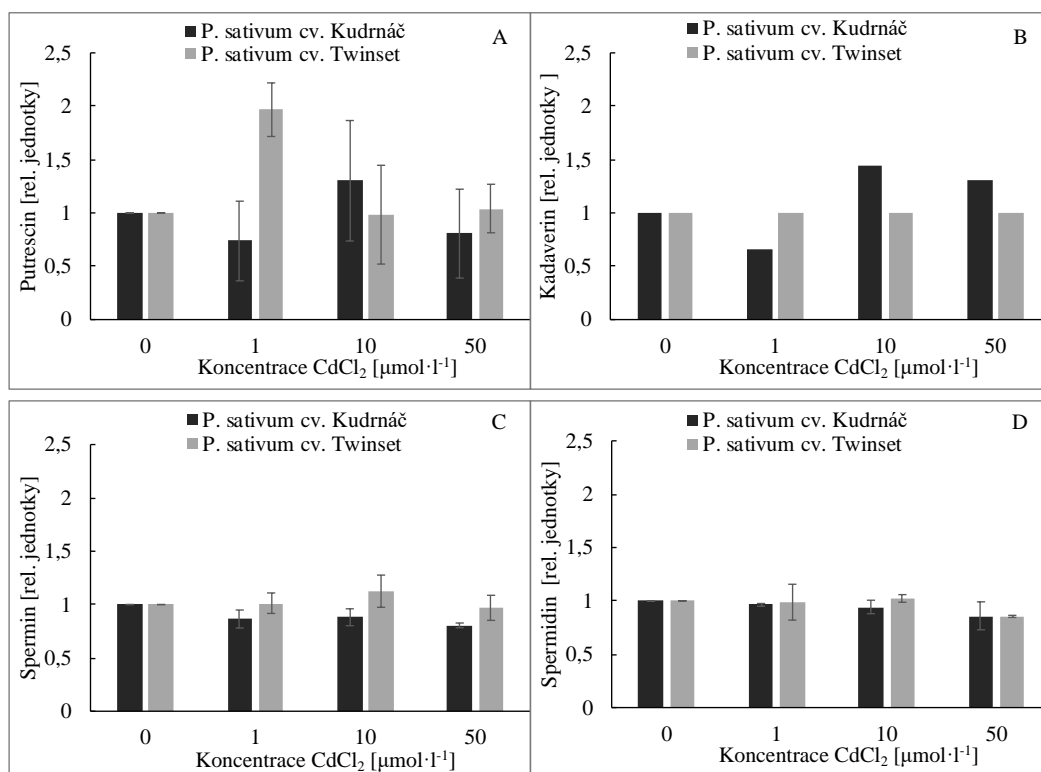 P. sativum cv. Kudrnáč
P. sativum cv. Twinset
A
2,5
2
1,5
1
0,5
0
Putrescin [rel. jednotky]
0 1 10 50
Koncentrace CdCl₂ [μmol·l⁻¹]
P. sativum cv. Kudrnáč
P. sativum cv. Twinset
B
2,5
2
1,5
1
0,5
0
Kadaverin [rel. jednotky ]
0 1 10 50
Koncentrace CdCl₂ [μmol·l⁻¹]
P. sativum cv. Kudrnáč
P. sativum cv. Twinset
C
2,5
2
1,5
1
0,5
0
Spermin [rel. jednotky]
0 1 10 50
Koncentrace CdCl₂ [μmol·l⁻¹]
P. sativum cv. Kudrnáč
P. sativum cv. Twinset
D
2,5
2
1,5
1
0,5
0
Spermidin [rel. jednotky]
0 1 10 50
Koncentrace CdCl₂ [μmol·l⁻¹]